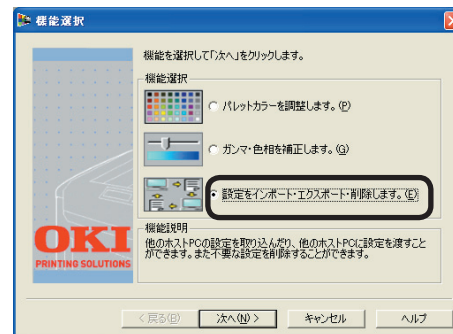 機能選択
機能を選択して「次へ」をクリックします。
機能選択
パレットカラーを調整します。(P)
ガンマ・色相を補正します。(G)
設定をインポート・エクスポート・削除します。(E)
機能説明
他のホストPCの設定を取り込んだり、他のホストPCに設定を渡すこと
ができます。また不要な設定を削除することができます。
OKI
PRINTING SOLUTIONS
< 戻る(B)
次へ(N) >
キャンセル
ヘルプ